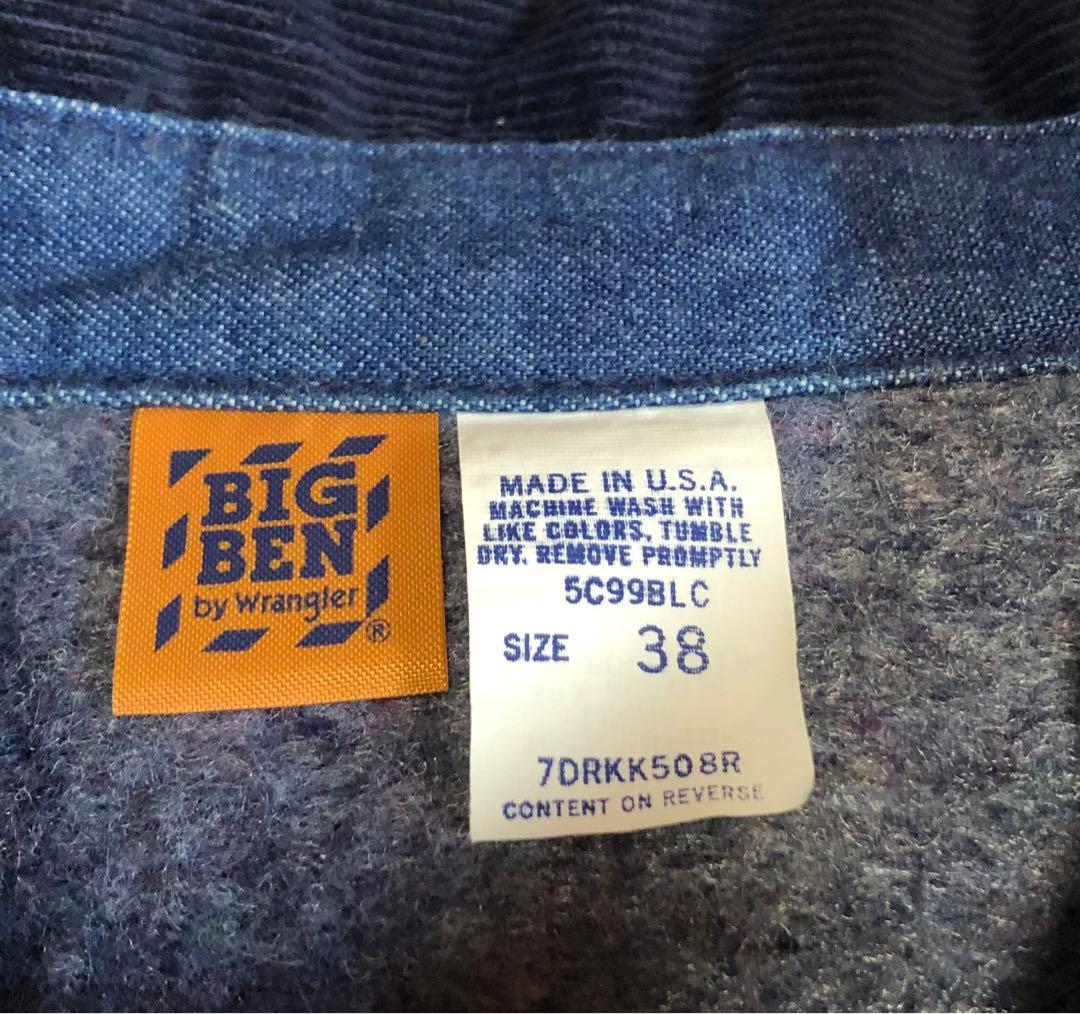 BIG
BEN
by Wrangler
®
MADE IN U.S.A.
MACHINE WASH WITH
LIKE COLORS, TUMBLE
DRY. REMOVE PROMPTLY
5C99BLC
SIZE 38
7DRKK508R
CONTENT ON REVERSE